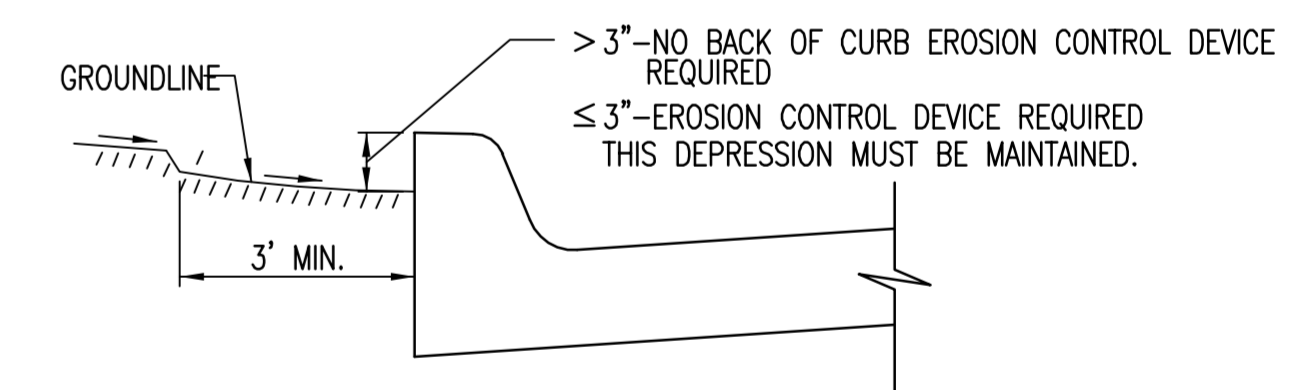 > 3"-NO BACK OF CURB EROSION CONTROL DEVICE
REQUIRED
GROUNDLINE
≤ 3"-EROSION CONTROL DEVICE REQUIRED
THIS DEPRESSION MUST BE MAINTAINED.
3' MIN.